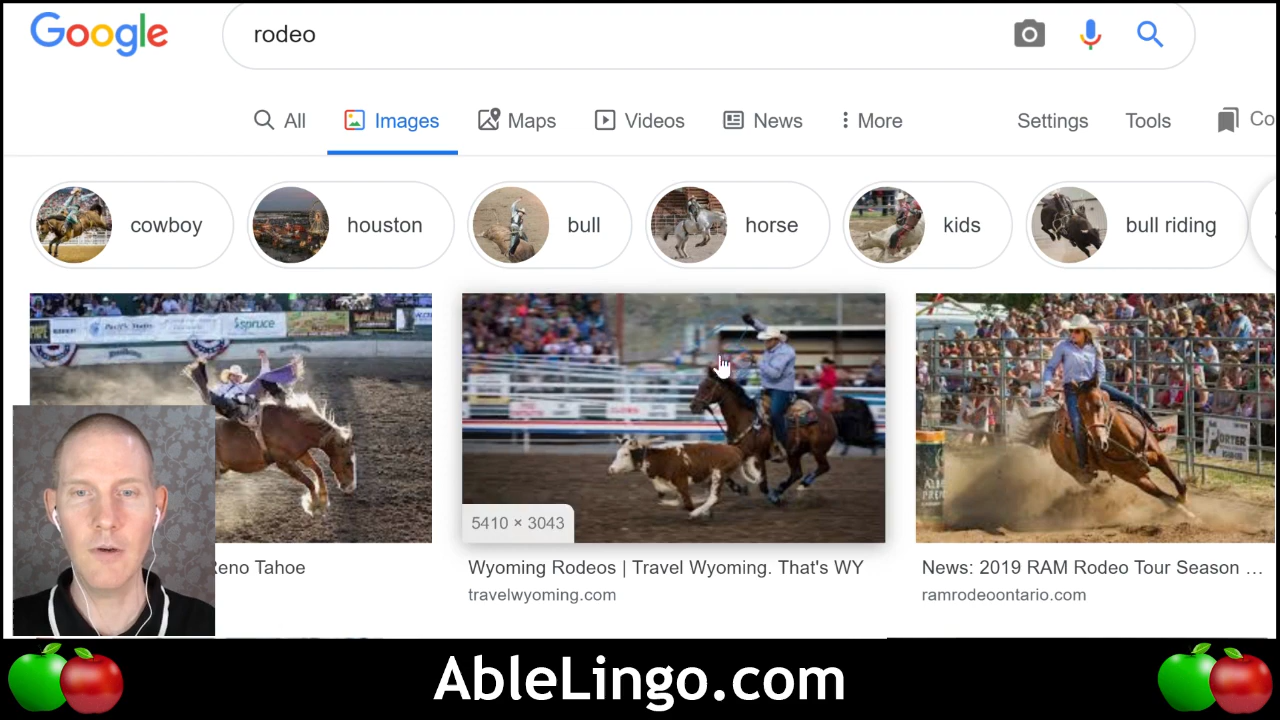 Google
rodeo
All
Images
Maps
Videos
News
More
Settings
Tools
Co
cowboy
houston
bull
horse
kids
bull riding
spruce
ORTER
5410 × 3043
Reno Tahoe
Wyoming Rodeos | Travel Wyoming. That's WY
News: 2019 RAM Rodeo Tour Season …
travelwyoming.com
ramrodeoontario.com
AbleLingo.com